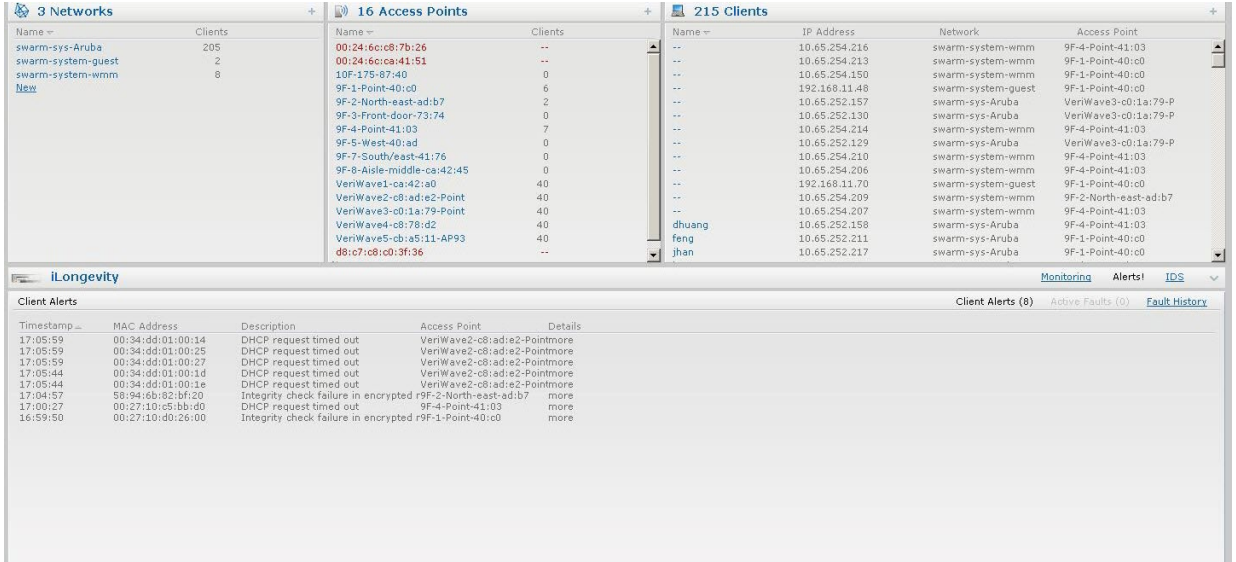 3 Networks +
Name Clients
swarm-sys-Aruba 205
swarm-system-guest 2
swarm-system-wmm 8
New
16 Access Points +
Name Clients
00:24:6c:c8:7b:26 --
00:24:6c:ca:41:51 --
10F-175-87:40 0
9F-1-Point-40:c0 6
9F-2-North-east-ad:b7 2
9F-3-Front-door-73:74 0
9F-4-Point-41:03 7
9F-5-West-40:ad 0
9F-7-South/east-41:76 0
9F-8-Aisle-middle-ca:42:45 0
VeriWave1-ca:42:a0 40
VeriWave2-c8:ad:e2-Point 40
VeriWave3-c0:1a:79-Point 40
VeriWave4-c8:78:d2 40
VeriWave5-cb:a5:11-AP93 40
d8:c7:c8:c0:3f:36 --
215 Clients +
Name IP Address Network Access Point
-- 10.65.254.216 swarm-system-wmm 9F-4-Point-41:03
-- 10.65.254.213 swarm-system-wmm 9F-1-Point-40:c0
-- 10.65.254.150 swarm-system-wmm 9F-1-Point-40:c0
-- 192.168.11.48 swarm-system-guest 9F-1-Point-40:c0
-- 10.65.252.157 swarm-sys-Aruba VeriWave3-c0:1a:79-P
-- 10.65.252.130 swarm-sys-Aruba VeriWave3-c0:1a:79-P
-- 10.65.254.214 swarm-system-wmm 9F-4-Point-41:03
-- 10.65.252.129 swarm-sys-Aruba VeriWave3-c0:1a:79-P
-- 10.65.254.210 swarm-system-wmm 9F-4-Point-41:03
-- 10.65.254.206 swarm-system-wmm 9F-4-Point-41:03
-- 192.168.11.70 swarm-system-guest 9F-1-Point-40:c0
-- 10.65.254.209 swarm-system-wmm 9F-2-North-east-ad:b7
-- 10.65.254.207 swarm-system-wmm 9F-4-Point-41:03
dhuang 10.65.252.158 swarm-sys-Aruba 9F-4-Point-41:03
feng 10.65.252.211 swarm-sys-Aruba 9F-1-Point-40:c0
jhan 10.65.252.217 swarm-sys-Aruba 9F-1-Point-40:c0
iLongevity Monitoring Alerts! IDS
Client Alerts Client Alerts (8) Active Faults (0) Fault History
Timestamp MAC Address Description Access Point Details
17:05:59 00:34:dd:01:00:14 DHCP request timed out VeriWave2-c8:ad:e2-Pointmore
17:05:59 00:34:dd:01:00:25 DHCP request timed out VeriWave2-c8:ad:e2-Pointmore
17:05:59 00:34:dd:01:00:27 DHCP request timed out VeriWave2-c8:ad:e2-Pointmore
17:05:44 00:34:dd:01:00:1d DHCP request timed out VeriWave2-c8:ad:e2-Pointmore
17:05:44 00:34:dd:01:00:1e DHCP request timed out VeriWave2-c8:ad:e2-Pointmore
17:04:57 58:94:6b:82:bf:20 Integrity check failure in encrypted r9F-2-North-east-ad:b7 more
17:00:27 00:27:10:c5:bb:d0 DHCP request timed out 9F-4-Point-41:03 more
16:59:50 00:27:10:d0:26:00 Integrity check failure in encrypted r9F-1-Point-40:c0 more